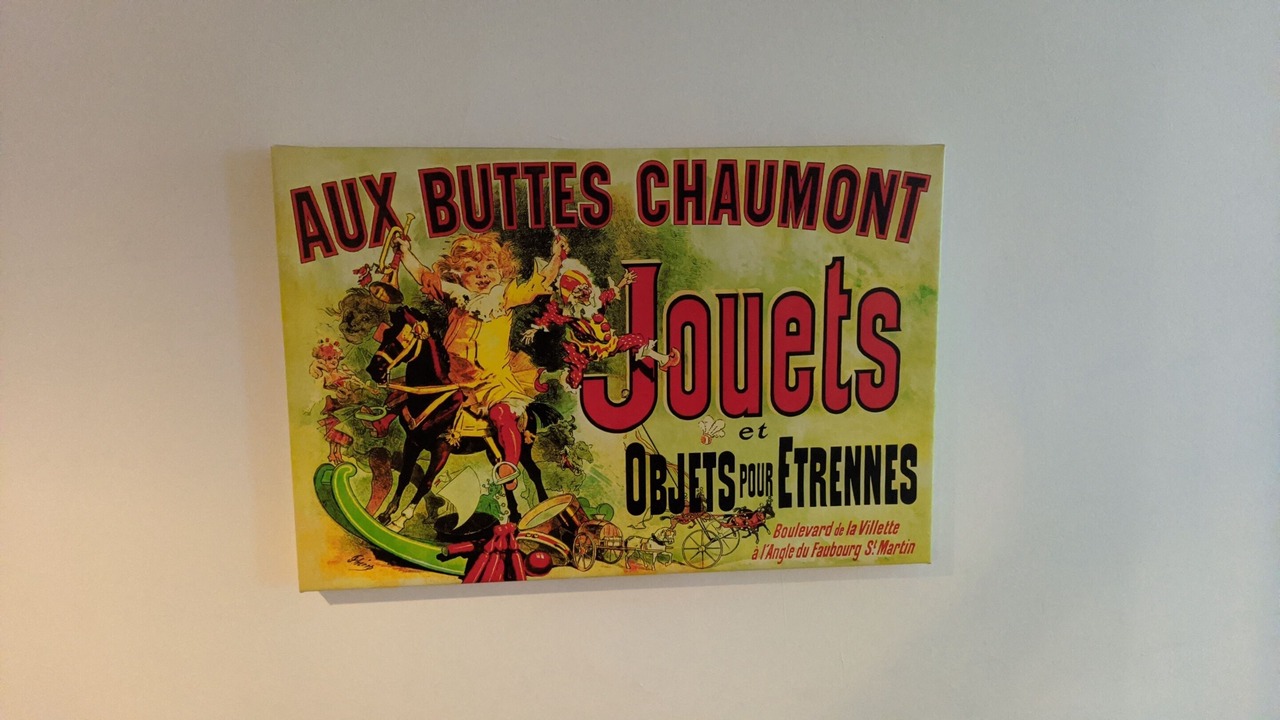 AUX BUTTES CHAUMONT
Jouets
et
OBJETS POUR ETRENNES
Boulevard de la Villette
à l'Angle du Faubourg St Martin